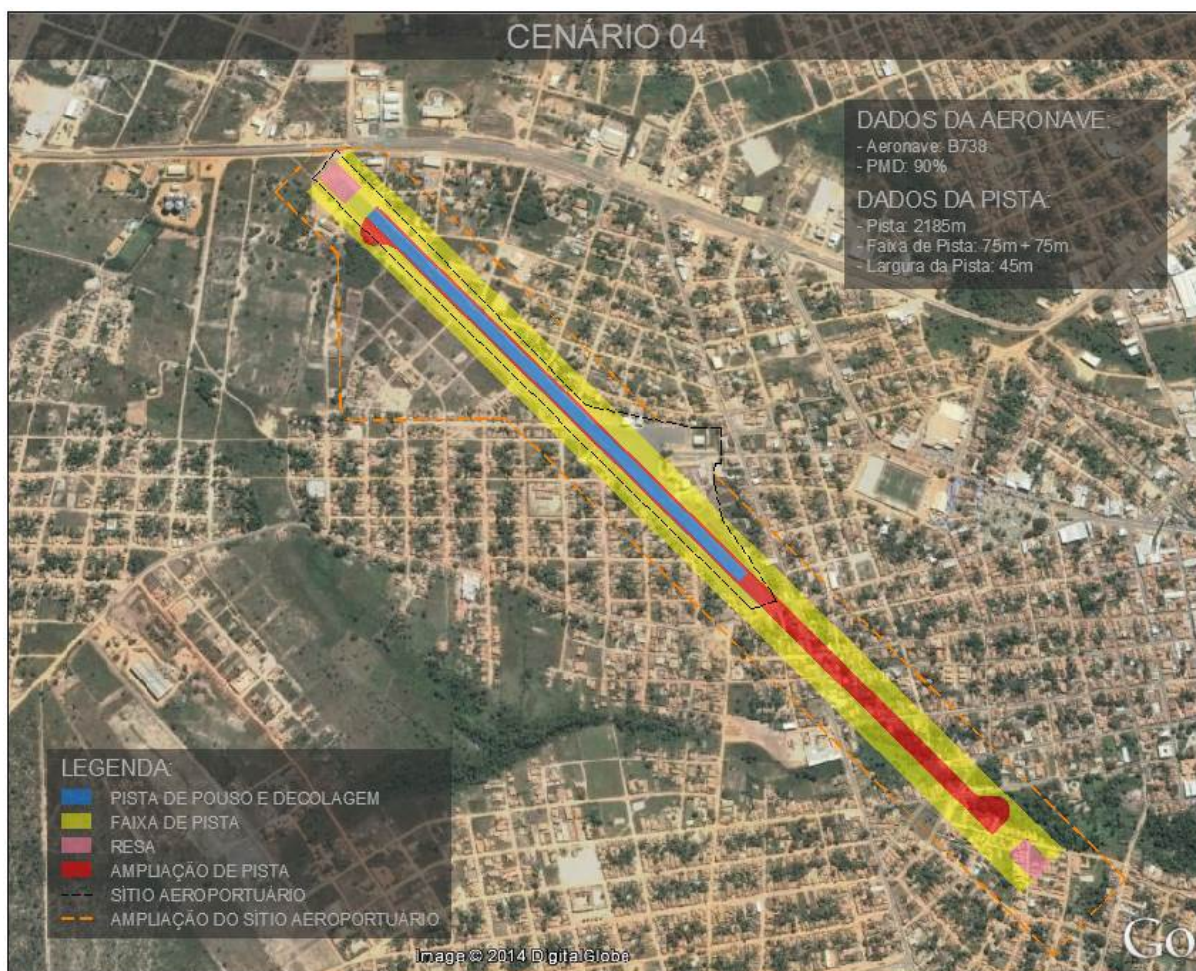 CENÁRIO 04
DADOS DA AERONAVE:
- Aeronave: B738
- PMD: 90%
DADOS DA PISTA:
- Pista: 2185m
- Faixa de Pista: 75m + 75m
- Largura da Pista: 45m
LEGENDA:
PISTA DE POUSO E DECOLAGEM
FAIXA DE PISTA
RESA
AMPLIAÇÃO DE PISTA
SÍTIO AEROPORTUÁRIO
AMPLIAÇÃO DO SÍTIO AEROPORTUÁRIO
Image © 2014 DigitalGlobe
Go